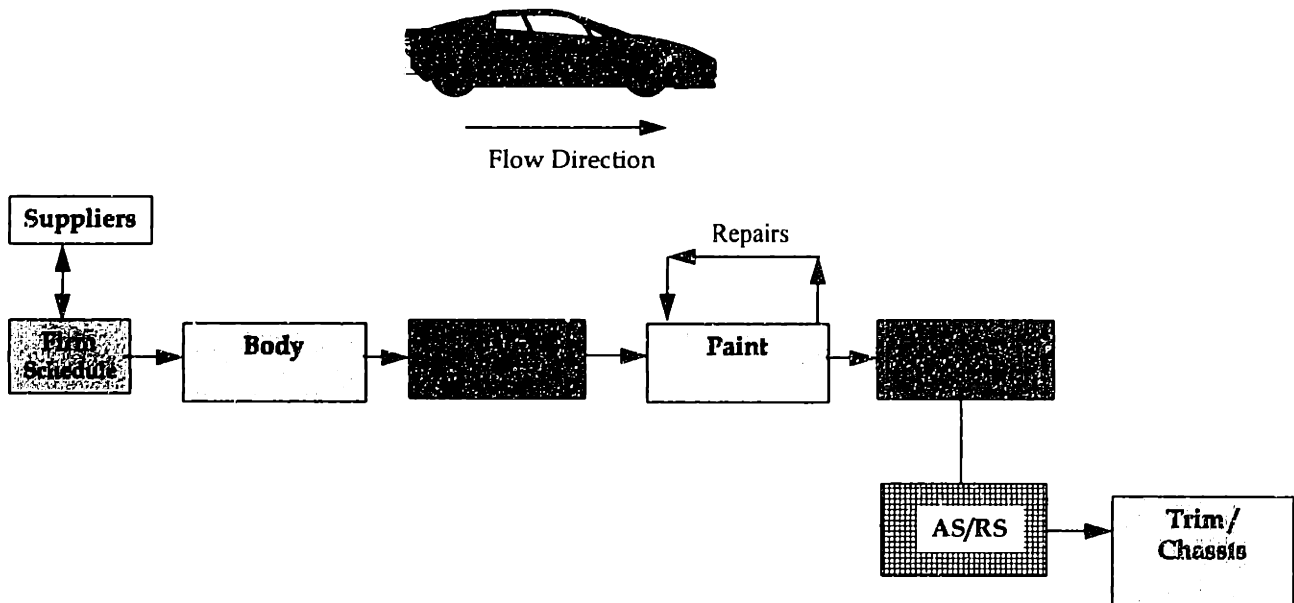 Flow Direction
Suppliers
Repairs
Firm
Schedule
Body
Paint
AS/RS
Trim/
Chassis